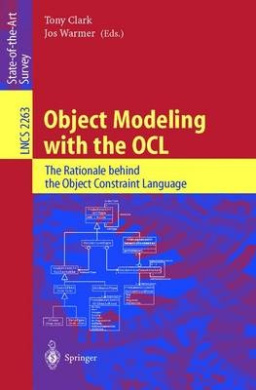 Tony Clark
Jos Warmer (Eds.)
State-of-the-Art
Survey
LNCS 2263
Object Modeling
with the OCL
The Rationale behind
the Object Constraint Language
Springer